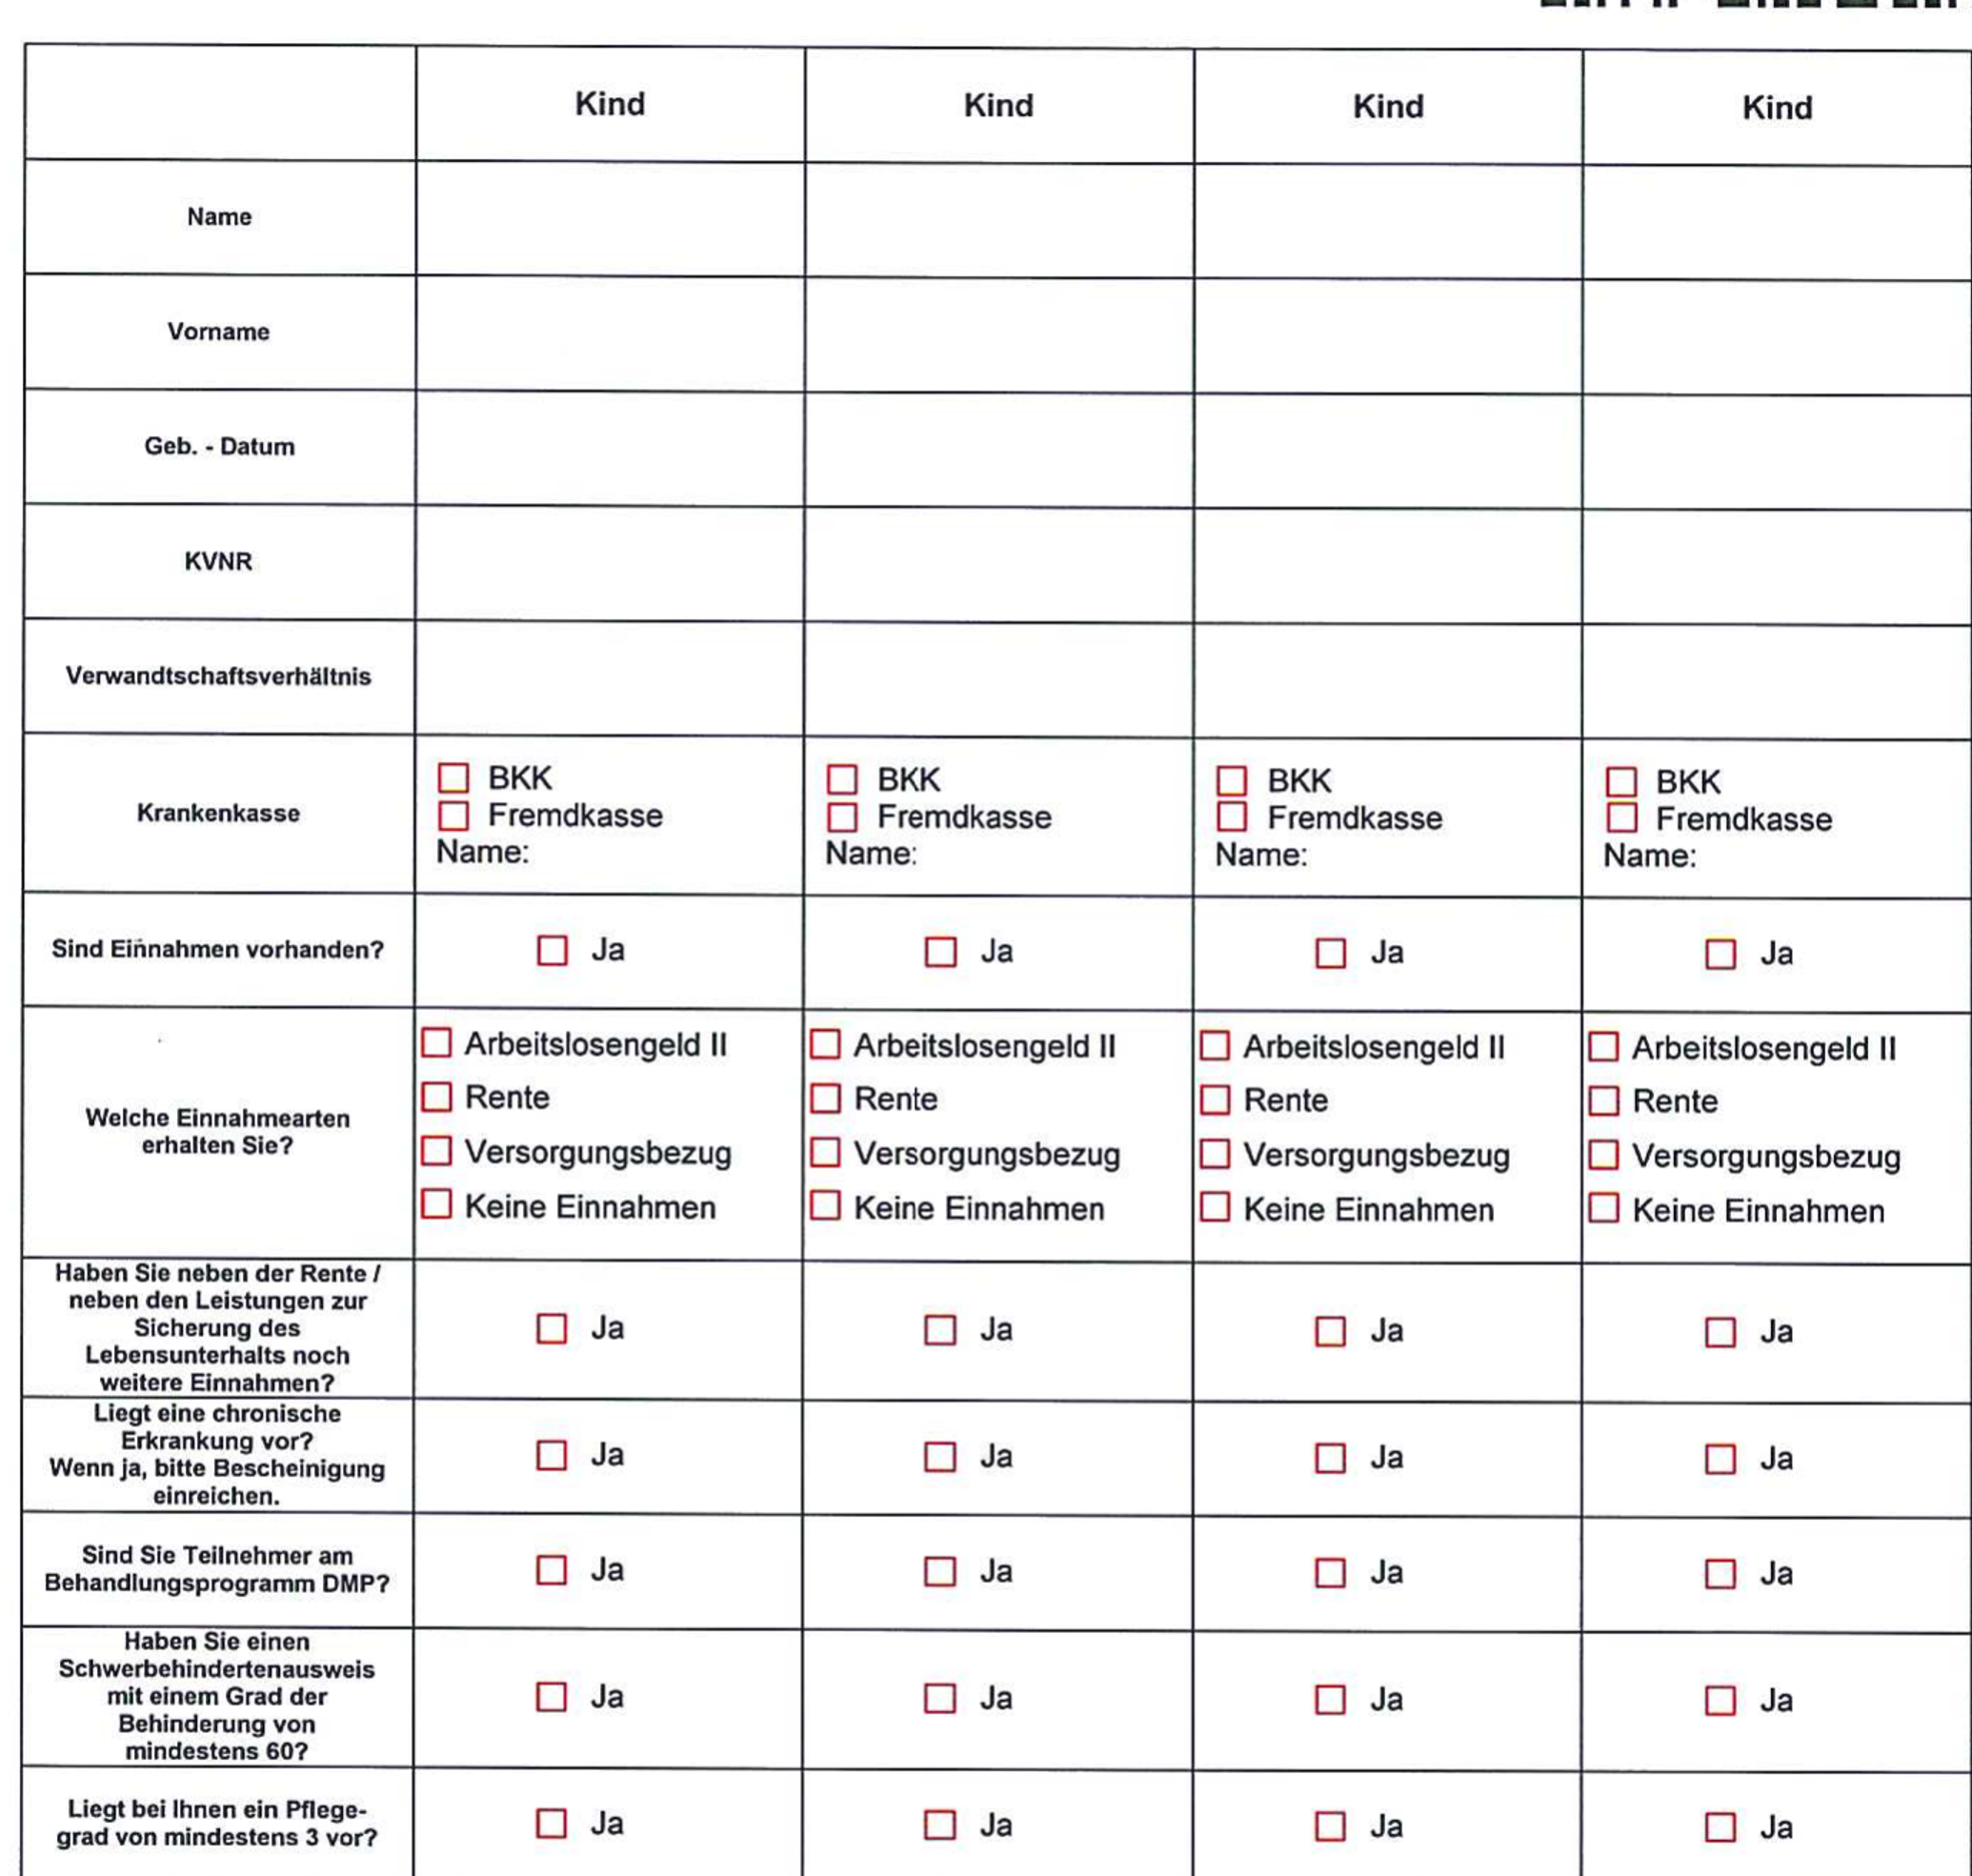 Kind Kind Kind Kind
Name
Vorname
Geb. - Datum
KVNR
Verwandtschaftsverhältnis
Krankenkasse
BKK BKK BKK BKK
Fremdkasse Fremdkasse Fremdkasse Fremdkasse
Name: Name: Name: Name:
Sind Einnahmen vorhanden? Ja Ja Ja Ja
Welche Einnahmearten
erhalten Sie?
Arbeitslosengeld II Arbeitslosengeld II Arbeitslosengeld II Arbeitslosengeld II
Rente Rente Rente Rente
Versorgungsbezug Versorgungsbezug Versorgungsbezug Versorgungsbezug
Keine Einnahmen Keine Einnahmen Keine Einnahmen Keine Einnahmen
Haben Sie neben der Rente /
neben den Leistungen zur
Sicherung des
Lebensunterhalts noch
weitere Einnahmen?
Ja Ja Ja Ja
Liegt eine chronische
Erkrankung vor?
Wenn ja, bitte Bescheinigung
einreichen.
Ja Ja Ja Ja
Sind Sie Teilnehmer am
Behandlungsprogramm DMP?
Ja Ja Ja Ja
Haben Sie einen
Schwerbehindertenausweis
mit einem Grad der
Behinderung von
mindestens 60?
Ja Ja Ja Ja
Liegt bei Ihnen ein Pflege-
grad von mindestens 3 vor?
Ja Ja Ja Ja